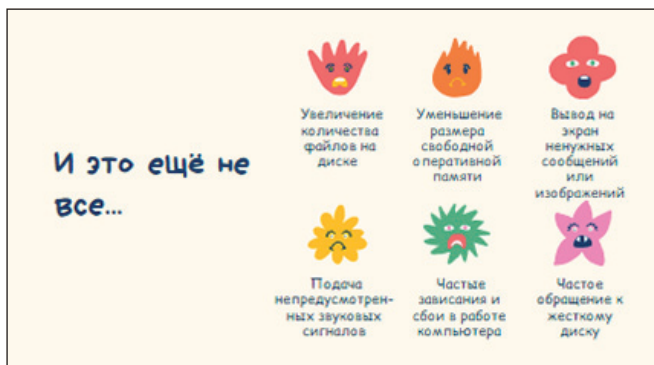 И это ещё не
все...
Увеличение
количества
файлов на
диске
Уменьшение
размера
свободной
оперативной
памяти
Вывод на
экран
ненужных
сообщений
или
изображений
Подача
непредусмотрен-
ных звуковых
сигналов
Частые
зависания и
сбои в работе
компьютера
Частое
обращение к
жесткому
диску